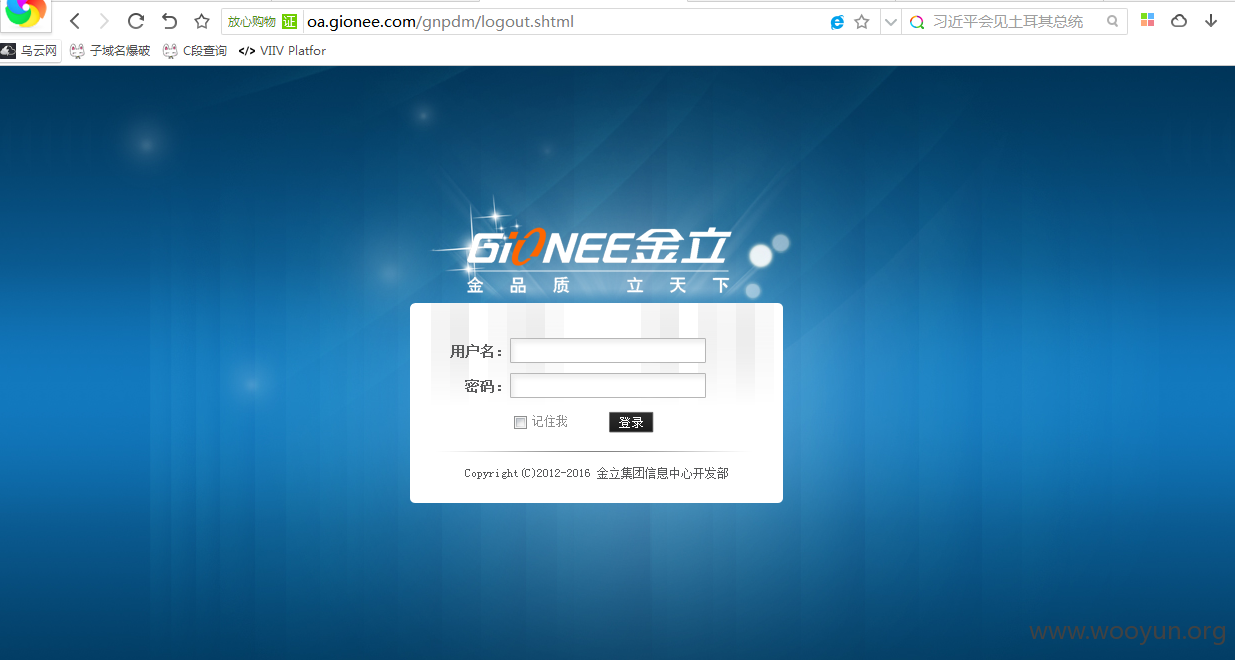 放心购物 证 oa.gionee.com/gnpdm/logout.shtml 习近平会见土耳其总统
乌云网 子域名爆破 C段查询 </> VIIV Platfor
GiONEE金立
金 品 质 立 天 下
用户名：
密码：
记住我 登录
Copyright(C)2012-2016 金立集团信息中心开发部
www.wooyun.org